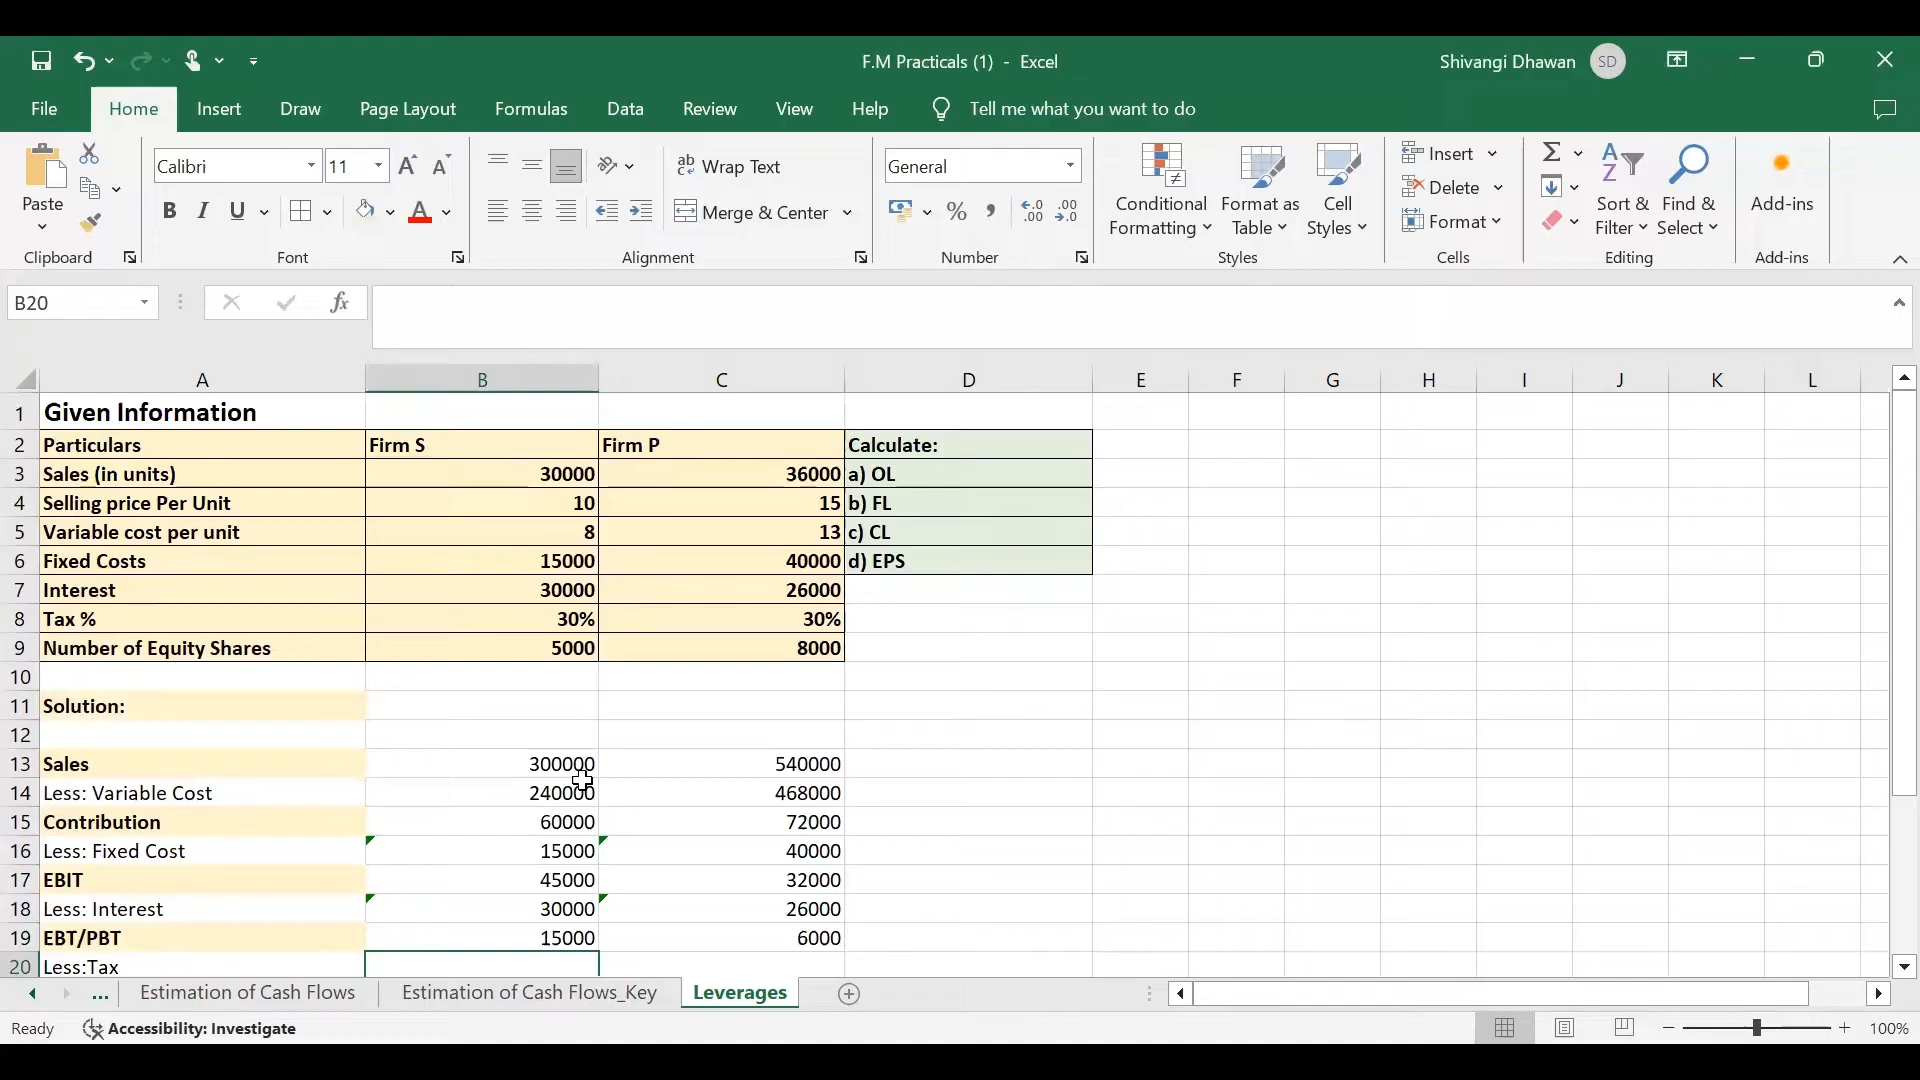 F.M Practicals (1) - Excel
Shivangi Dhawan SD
File Home Insert Draw Page Layout Formulas Data Review View Help Tell me what you want to do
Paste
Clipboard
Calibri 11
B I U A
Font
ab Wrap Text
Merge & Center
Alignment
General
% , .00 .0
Number
Conditional Formatting
Format as Table
Cell Styles
Styles
Insert
Delete
Format
Cells
Sort & Filter
Find & Select
Editing
Add-ins
Add-ins
B20 fx
A B C D E F G H I J K L
1 Given Information
2 Particulars Firm S Firm P Calculate:
3 Sales (in units) 30000 36000 a) OL
4 Selling price Per Unit 10 15 b) FL
5 Variable cost per unit 8 13 c) CL
6 Fixed Costs 15000 40000 d) EPS
7 Interest 30000 26000
8 Tax % 30% 30%
9 Number of Equity Shares 5000 8000
10
11 Solution:
12
13 Sales 300000 540000
14 Less: Variable Cost 240000 468000
15 Contribution 60000 72000
16 Less: Fixed Cost 15000 40000
17 EBIT 45000 32000
18 Less: Interest 30000 26000
19 EBT/PBT 15000 6000
20 Less:Tax
... Estimation of Cash Flows Estimation of Cash Flows_Key Leverages
Ready Accessibility: Investigate 100%